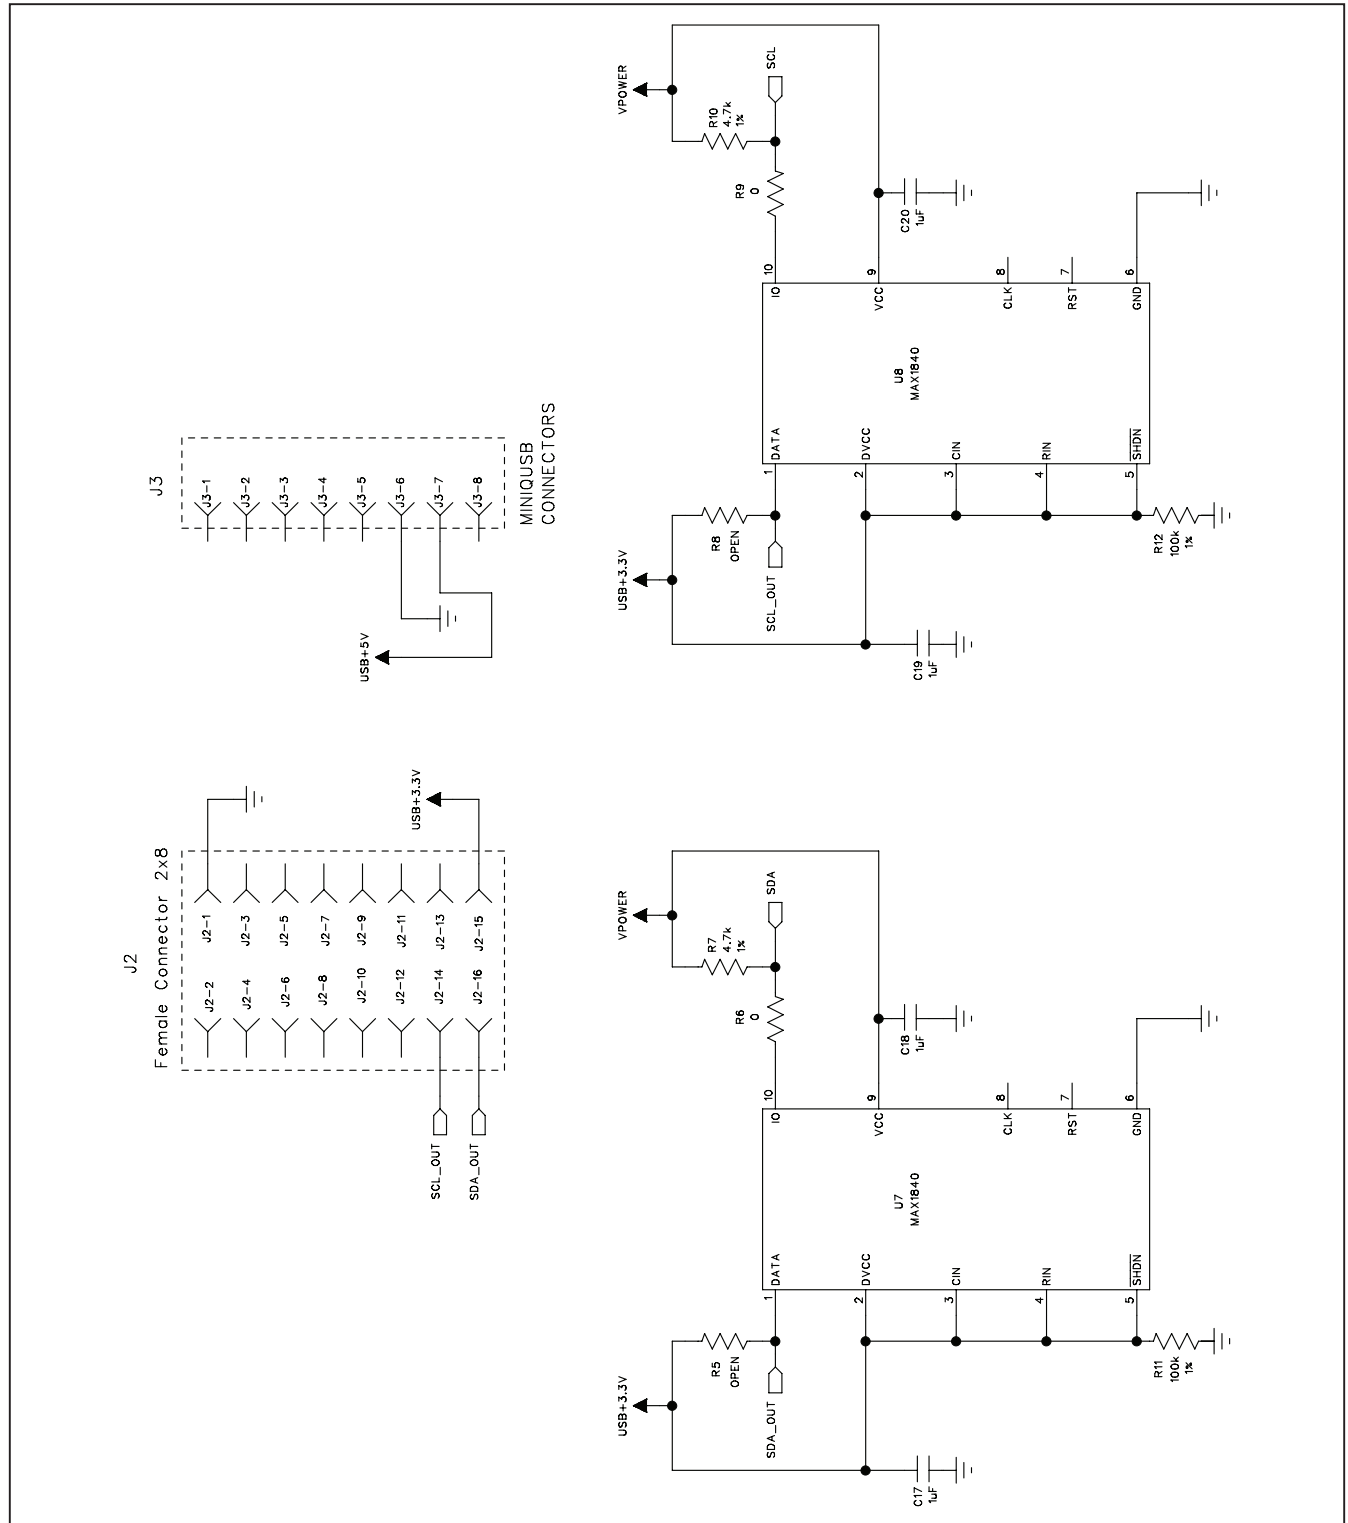 J2
Female Connector 2x8
J2-1
J2-2
J2-3
J2-4
J2-5
J2-6
J2-7
J2-8
J2-9
J2-10
J2-11
J2-12
J2-13
J2-14
J2-15
J2-16
USB+3.3V
SCL_OUT
SDA_OUT
J3
J3-1
J3-2
J3-3
J3-4
J3-5
J3-6
J3-7
J3-8
MINIQUSB
CONNECTORS
USB+5V
USB+3.3V
R5
OPEN
SDA_OUT
C17
1uF
R11
100k
1%
1
DATA
2
DVCC
3
CIN
4
RIN
5
SHDN
U7
MAX1840
10
IO
9
VCC
8
CLK
7
RST
6
GND
VPOWER
R7
4.7k
1%
SDA
R6
0
C18
1uF
USB+3.3V
R8
OPEN
SCL_OUT
C19
1uF
R12
100k
1%
1
DATA
2
DVCC
3
CIN
4
RIN
5
SHDN
U8
MAX1840
10
IO
9
VCC
8
CLK
7
RST
6
GND
VPOWER
R10
4.7k
1%
SCL
R9
0
C20
1uF